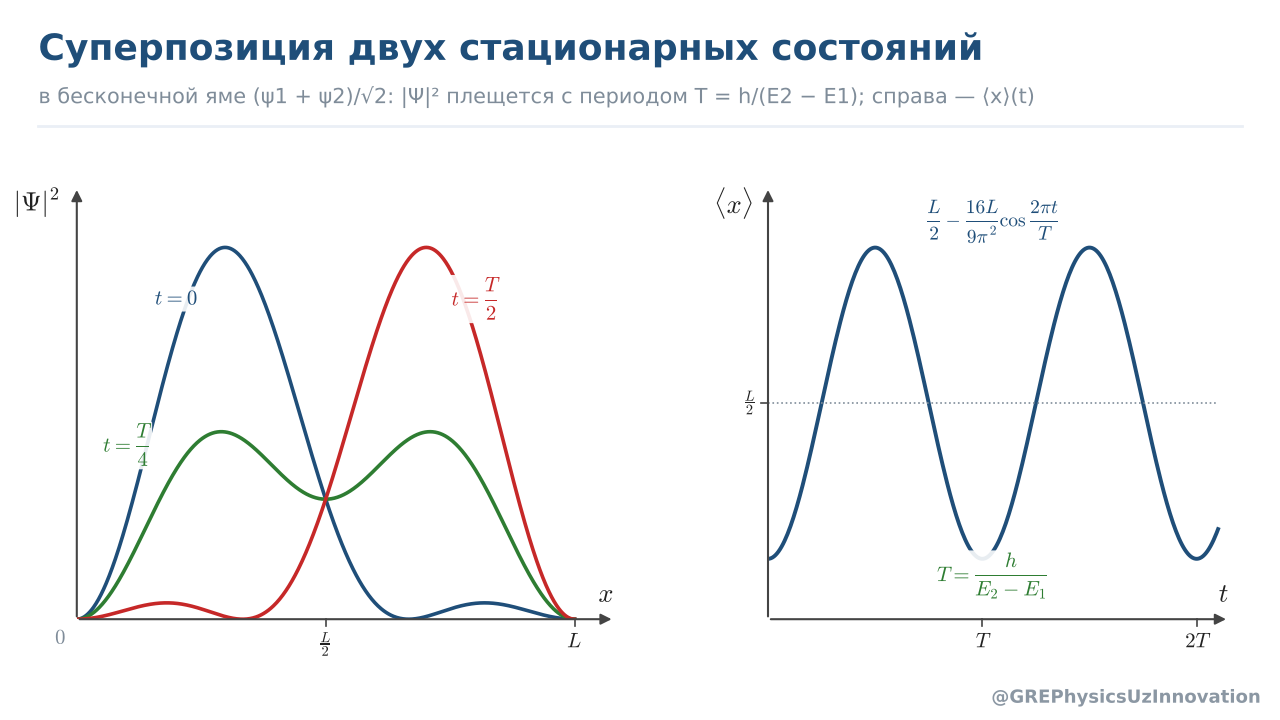 Суперпозиция двух стационарных состояний
в бесконечной яме (ψ1 + ψ2)/√2: |Ψ|² плещется с периодом T = h/(E2 − E1); справа — ⟨x⟩(t)
|Ψ|²
t = 0
t = T/2
t = T/4
x
0
L/2
L
⟨x⟩
L/2 − 16L/9π² cos 2πt/T
L/2
T = h/(E₂ − E₁)
t
T
2T
@GREPhysicsUzInnovation